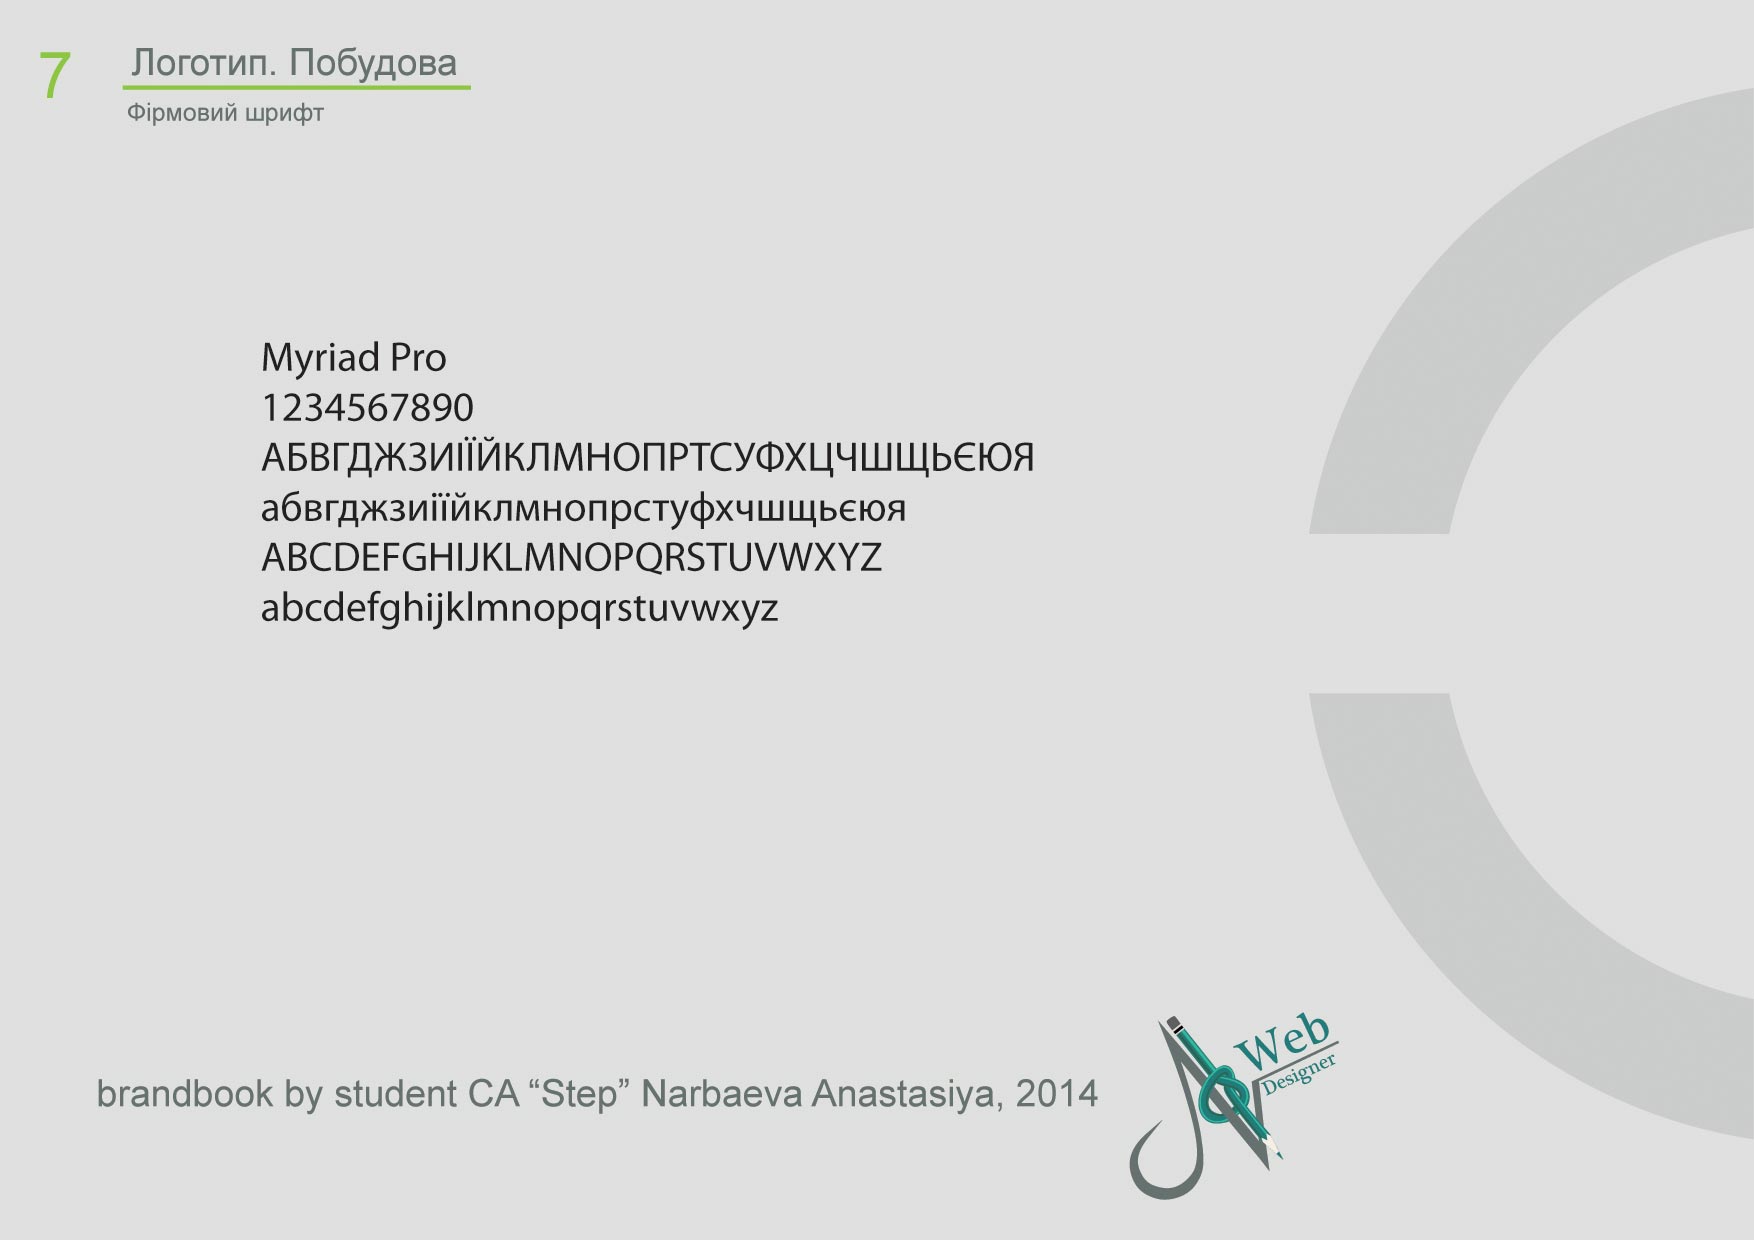 7
Логотип. Побудова
Фірмовий шрифт
Myriad Pro
1234567890
АБВГДЖЗИІЇЙКЛМНОПРТСУФХЦЧШЩЬЄЮЯ
абвгджзиіїйклмнопрстуфхчшщьєюя
ABCDEFGHIJKLMNOPQRSTUVWXYZ
abcdefghijklmnopqrstuvwxyz
Web
Designer
brandbook by student CA “Step” Narbaeva Anastasiya, 2014